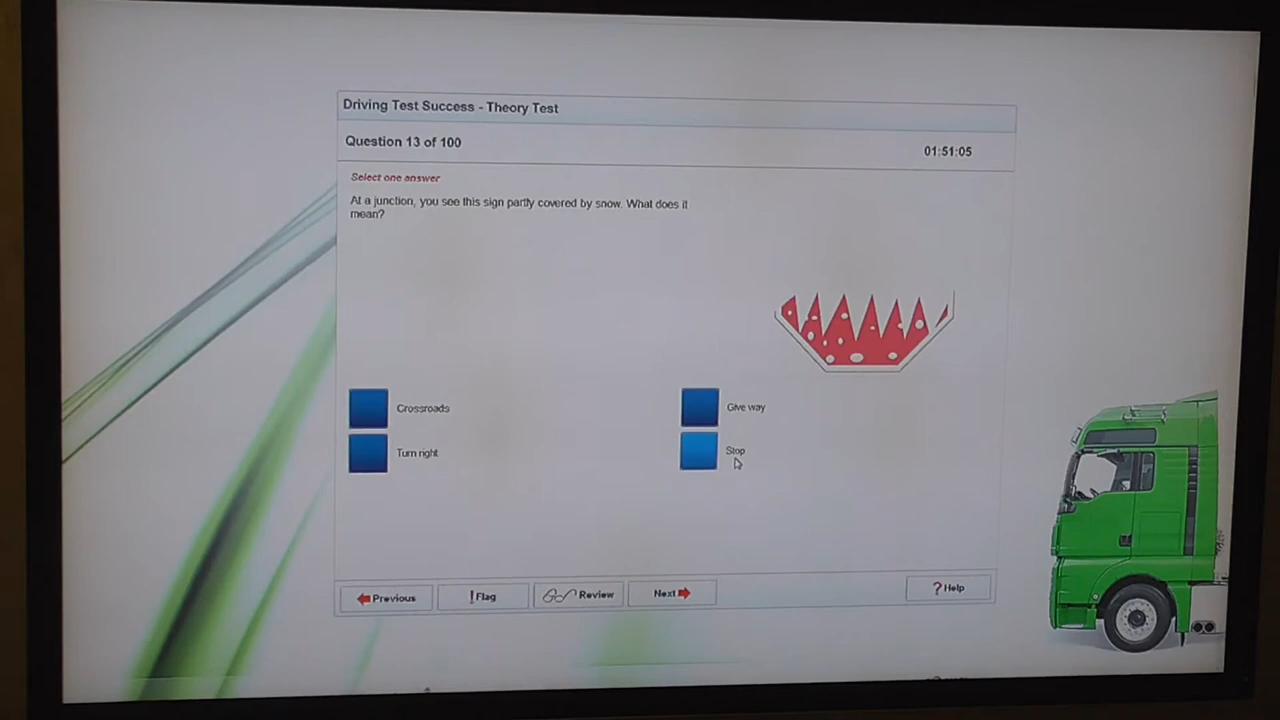 Driving Test Success - Theory Test
Question 13 of 100
01:51:05
Select one answer
At a junction, you see this sign partly covered by snow. What does it
mean?
Crossroads
Give way
Turn right
Stop
Previous
!Flag
Review
Next
?Help